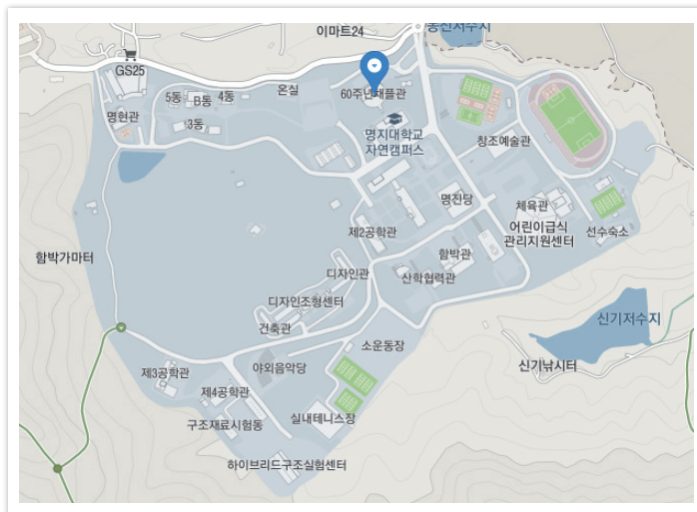 이마트24
동진저수지
GS25
5동
B동
4동
온실
60주년채플관
명현관
3동
명지대학교
자연캠퍼스
창조예술관
명진당
체육관
제2공학관
어린이급식
관리지원센터
선수숙소
함박관
함박가마터
디자인관
산학협력관
디자인조형센터
신기저수지
건축관
소운동장
야외음악당
신기낚시터
제3공학관
제4공학관
구조재료시험동
실내테니스장
하이브리드구조실험센터